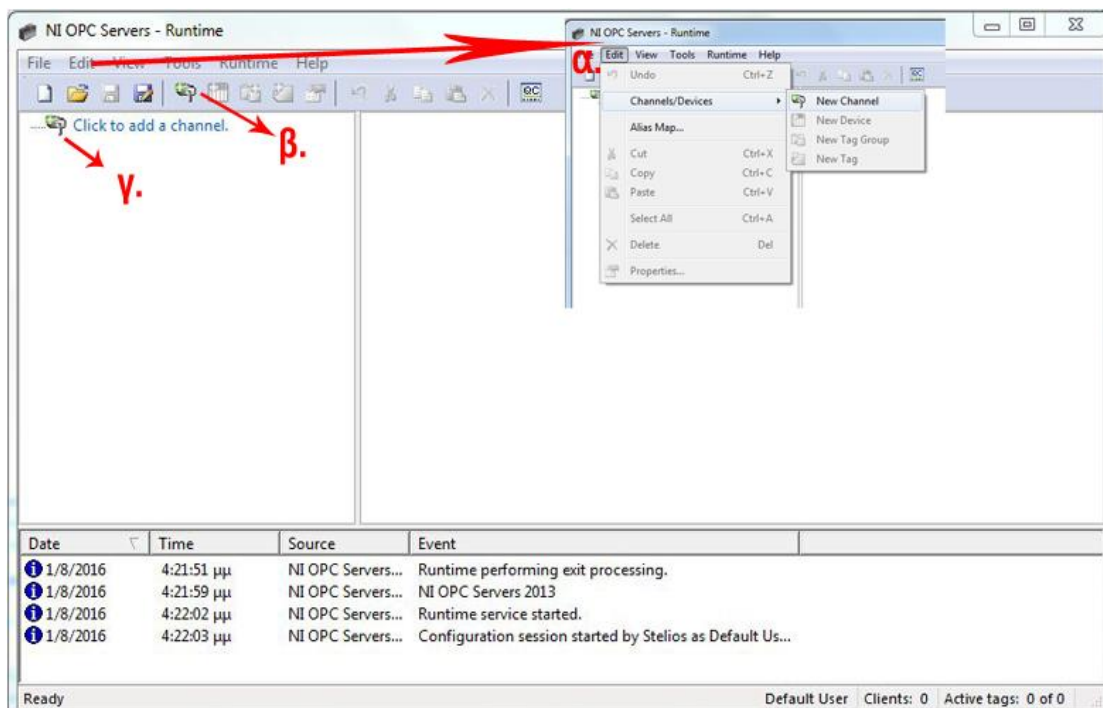 NI OPC Servers - Runtime
File Edit View Tools Runtime Help
Click to add a channel.
α.
β.
γ.
NI OPC Servers - Runtime
Edit View Tools Runtime Help
Undo Ctrl+Z
Channels/Devices
Alias Map...
Cut Ctrl+X
Copy Ctrl+C
Paste Ctrl+V
Select All Ctrl+A
Delete Del
Properties...
New Channel
New Device
New Tag Group
New Tag
Date Time Source Event
1/8/2016 4:21:51 μμ NI OPC Servers... Runtime performing exit processing.
1/8/2016 4:21:59 μμ NI OPC Servers... NI OPC Servers 2013
1/8/2016 4:22:02 μμ NI OPC Servers... Runtime service started.
1/8/2016 4:22:03 μμ NI OPC Servers... Configuration session started by Stelios as Default Us...
Ready Default User Clients: 0 Active tags: 0 of 0